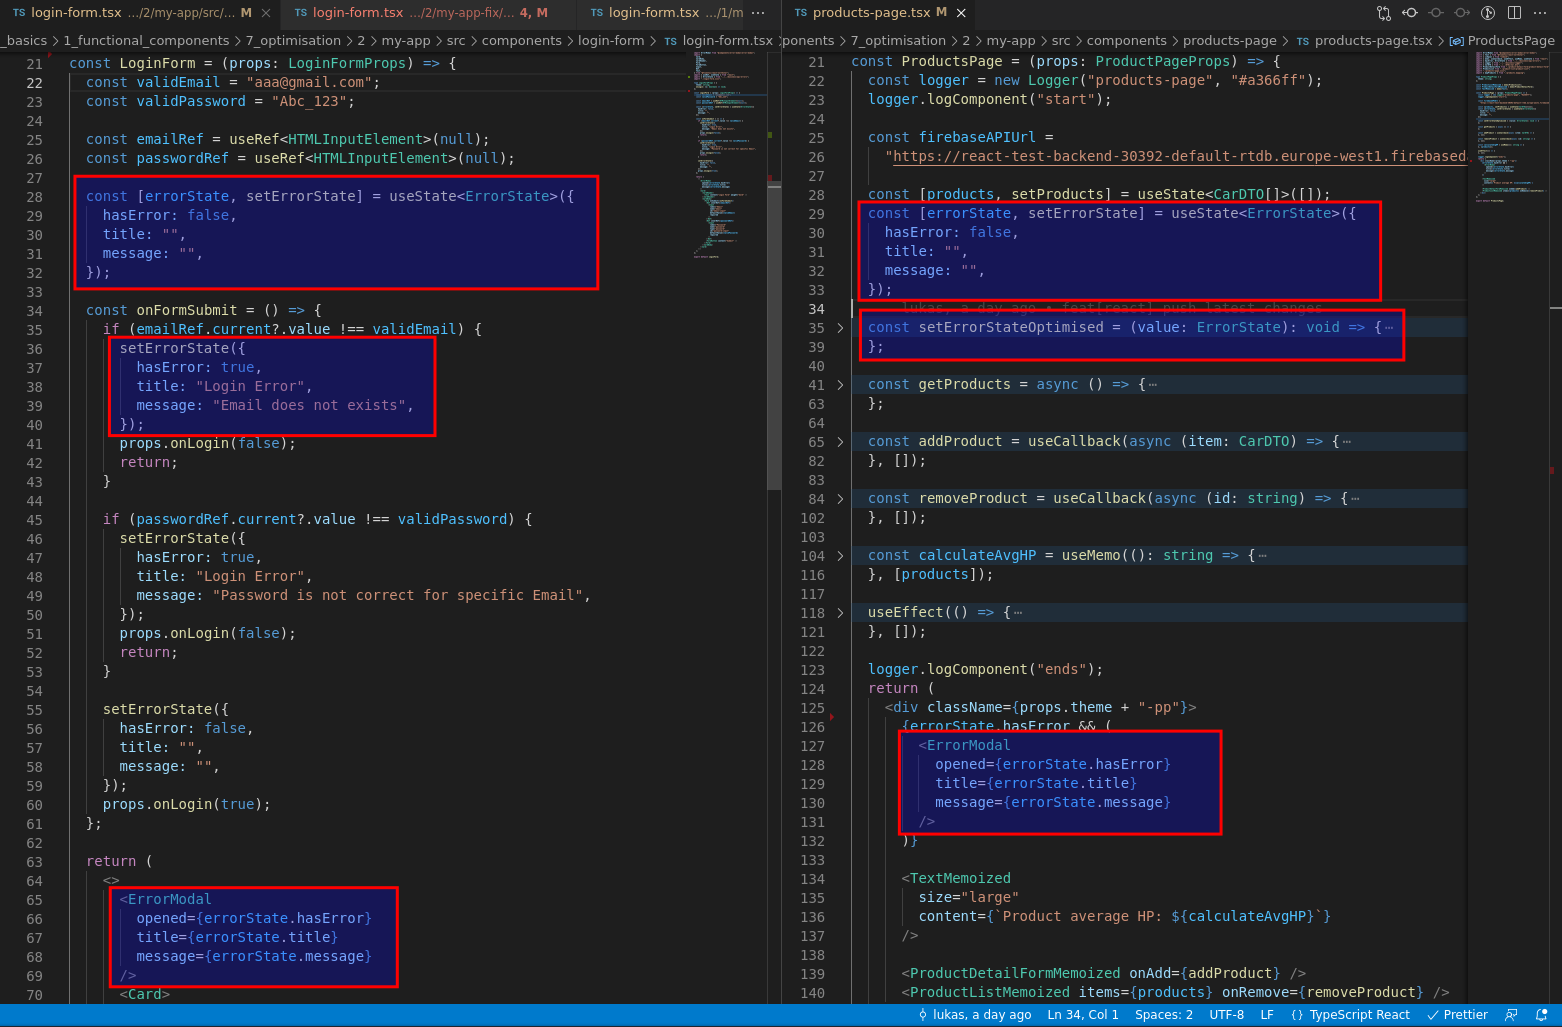 TS login-form.tsx .../2/my-app/src/... M
TS login-form.tsx .../2/my-app-fix/... 4, M
TS login-form.tsx .../1/m ···
_basics > 1_functional_components > 7_optimisation > 2 > my-app > src > components > login-form > TS login-form.tsx
21 const LoginForm = (props: LoginFormProps) => {
22 const validEmail = "aaa@gmail.com";
23 const validPassword = "Abc_123";
24
25 const emailRef = useRef<HTMLInputElement>(null);
26 const passwordRef = useRef<HTMLInputElement>(null);
27
28 const [errorState, setErrorState] = useState<ErrorState>({
29 hasError: false,
30 title: "",
31 message: "",
32 });
33
34 const onFormSubmit = () => {
35 if (emailRef.current?.value !== validEmail) {
36 setErrorState({
37 hasError: true,
38 title: "Login Error",
39 message: "Email does not exists",
40 });
41 props.onLogin(false);
42 return;
43 }
44
45 if (passwordRef.current?.value !== validPassword) {
46 setErrorState({
47 hasError: true,
48 title: "Login Error",
49 message: "Password is not correct for specific Email",
50 });
51 props.onLogin(false);
52 return;
53 }
54
55 setErrorState({
56 hasError: false,
57 title: "",
58 message: "",
59 });
60 props.onLogin(true);
61 };
62
63 return (
64 <>
65 <ErrorModal
66 opened={errorState.hasError}
67 title={errorState.title}
68 message={errorState.message}
69 />
70 <Card>
TS products-page.tsx M
ponents > 7_optimisation > 2 > my-app > src > components > products-page > TS products-page.tsx > ProductsPage
21 const ProductsPage = (props: ProductPageProps) => {
22 const logger = new Logger("products-page", "#a366ff");
23 logger.logComponent("start");
24
25 const firebaseAPIUrl =
26 "https://react-test-backend-30392-default-rtdb.europe-west1.firebased
27
28 const [products, setProducts] = useState<CarDTO[]>([]);
29 const [errorState, setErrorState] = useState<ErrorState>({
30 hasError: false,
31 title: "",
32 message: "",
33 });
34 lukas, a day ago • feat[react] push latest changes
35 const setErrorStateOptimised = (value: ErrorState): void => {···
39 };
40
41 const getProducts = async () => {···
63 };
64
65 const addProduct = useCallback(async (item: CarDTO) => {···
82 }, []);
83
84 const removeProduct = useCallback(async (id: string) => {···
102 }, []);
103
104 const calculateAvgHP = useMemo((): string => {···
116 }, [products]);
117
118 useEffect(() => {···
121 }, []);
122
123 logger.logComponent("ends");
124 return (
125 <div className={props.theme + "-pp"}>
126 {errorState.hasError && (
127 <ErrorModal
128 opened={errorState.hasError}
129 title={errorState.title}
130 message={errorState.message}
131 />
132 )}
133
134 <TextMemoized
135 size="large"
136 content={`Product average HP: ${calculateAvgHP}`}
137 />
138
139 <ProductDetailFormMemoized onAdd={addProduct} />
140 <ProductListMemoized items={products} onRemove={removeProduct} />
lukas, a day ago Ln 34, Col 1 Spaces: 2 UTF-8 LF {} TypeScript React Prettier